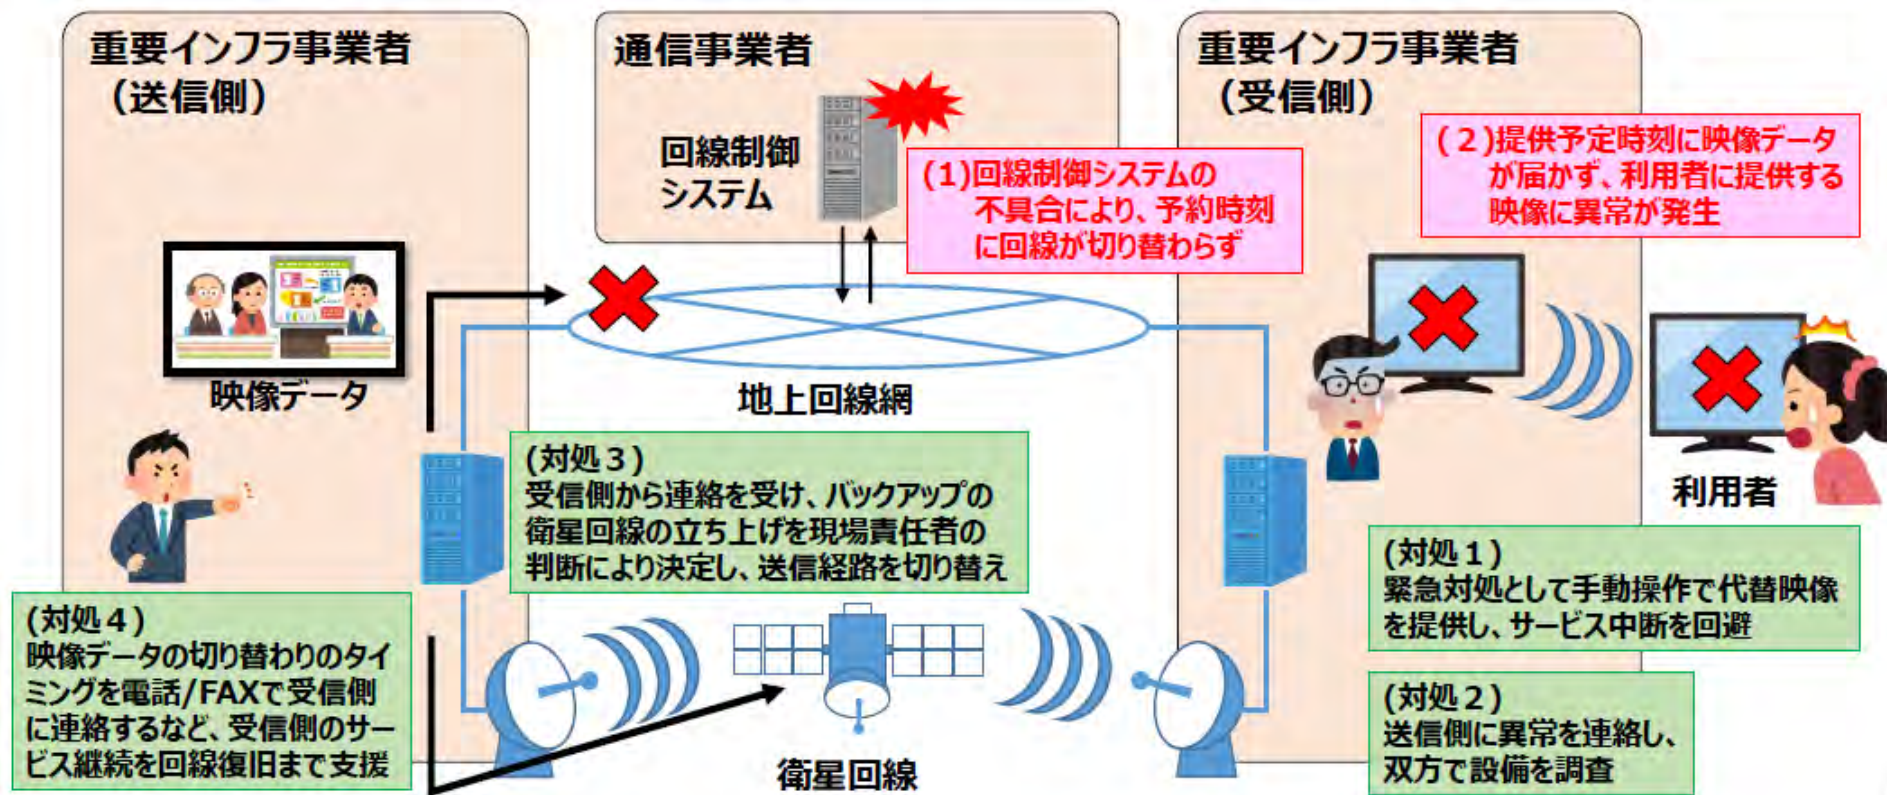 重要インフラ事業者
（送信側）
映像データ
通信事業者
回線制御
システム
(1)回線制御システムの
不具合により、予約時刻
に回線が切り替わらず
地上回線網
重要インフラ事業者
（受信側）
(２)提供予定時刻に映像データ
が届かず、利用者に提供する
映像に異常が発生
利用者
(対処１)
緊急対処として手動操作で代替映像
を提供し、サービス中断を回避
(対処２)
送信側に異常を連絡し、
双方で設備を調査
(対処３)
受信側から連絡を受け、バックアップの
衛星回線の立ち上げを現場責任者の
判断により決定し、送信経路を切り替え
(対処４)
映像データの切り替わりのタイ
ミングを電話/FAXで受信側
に連絡するなど、受信側のサー
ビス継続を回線復旧まで支援
衛星回線